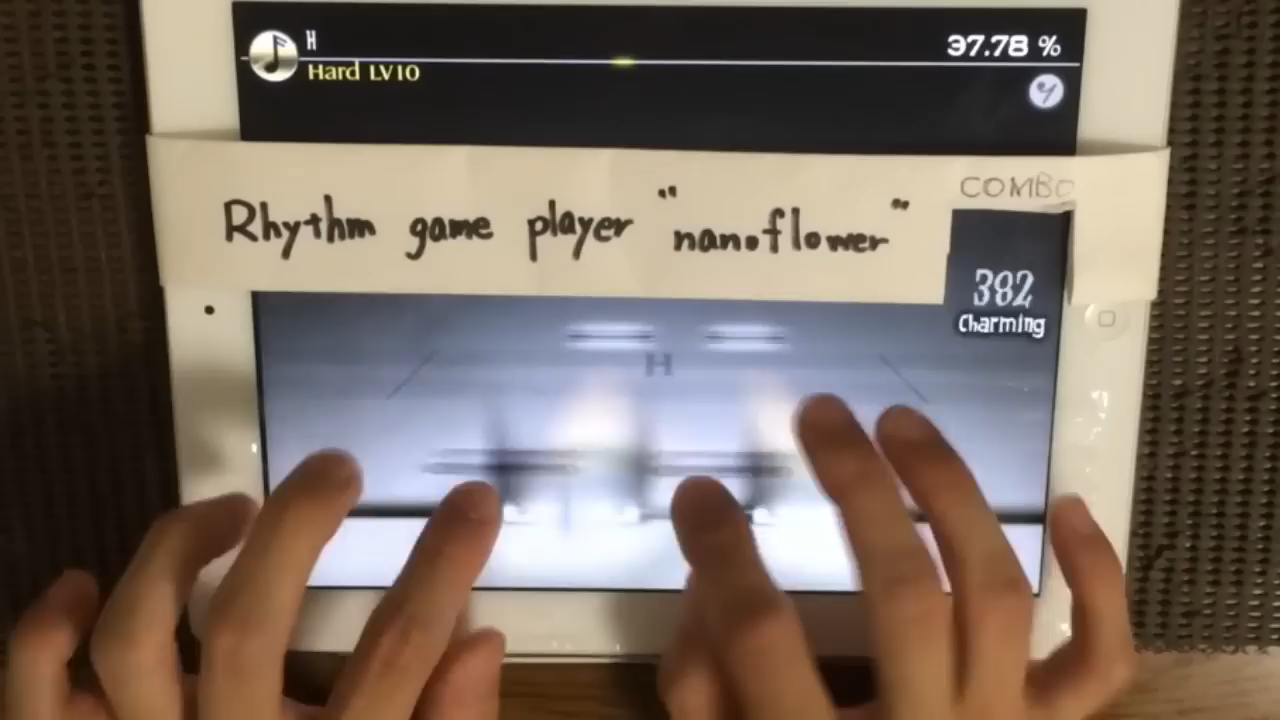 H
Hard LV10
37.78 %
Rhythm game player "nanoflower"
COMBO
382
Charming
H